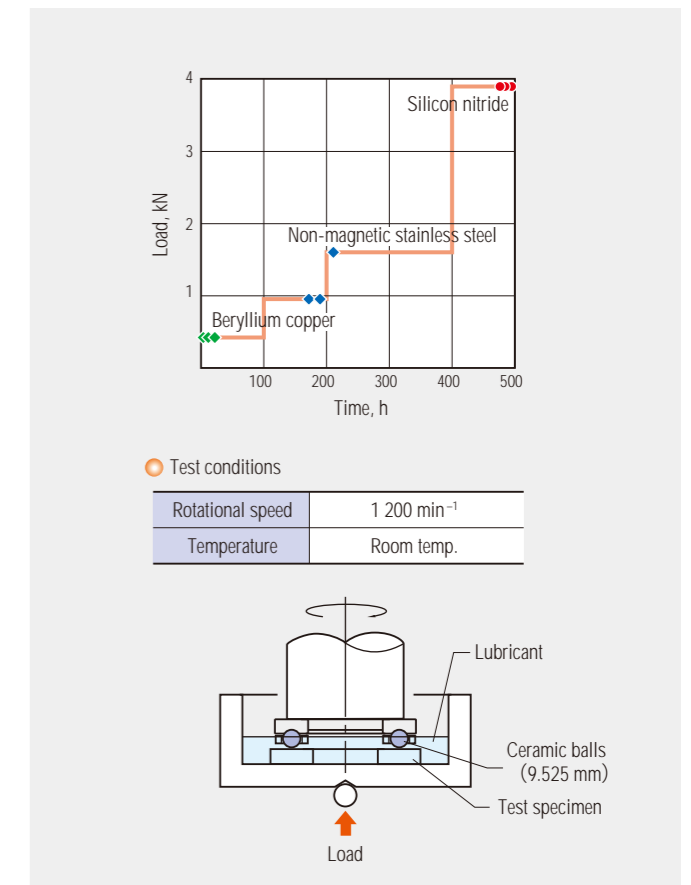 4
Silicon nitride
3
Load, kN
2
Non-magnetic stainless steel
1
Beryllium copper
100 200 300 400 500
Time, h
Test conditions
Rotational speed 1 200 min⁻¹
Temperature Room temp.
Lubricant
Ceramic balls
(9.525 mm)
Test specimen
Load